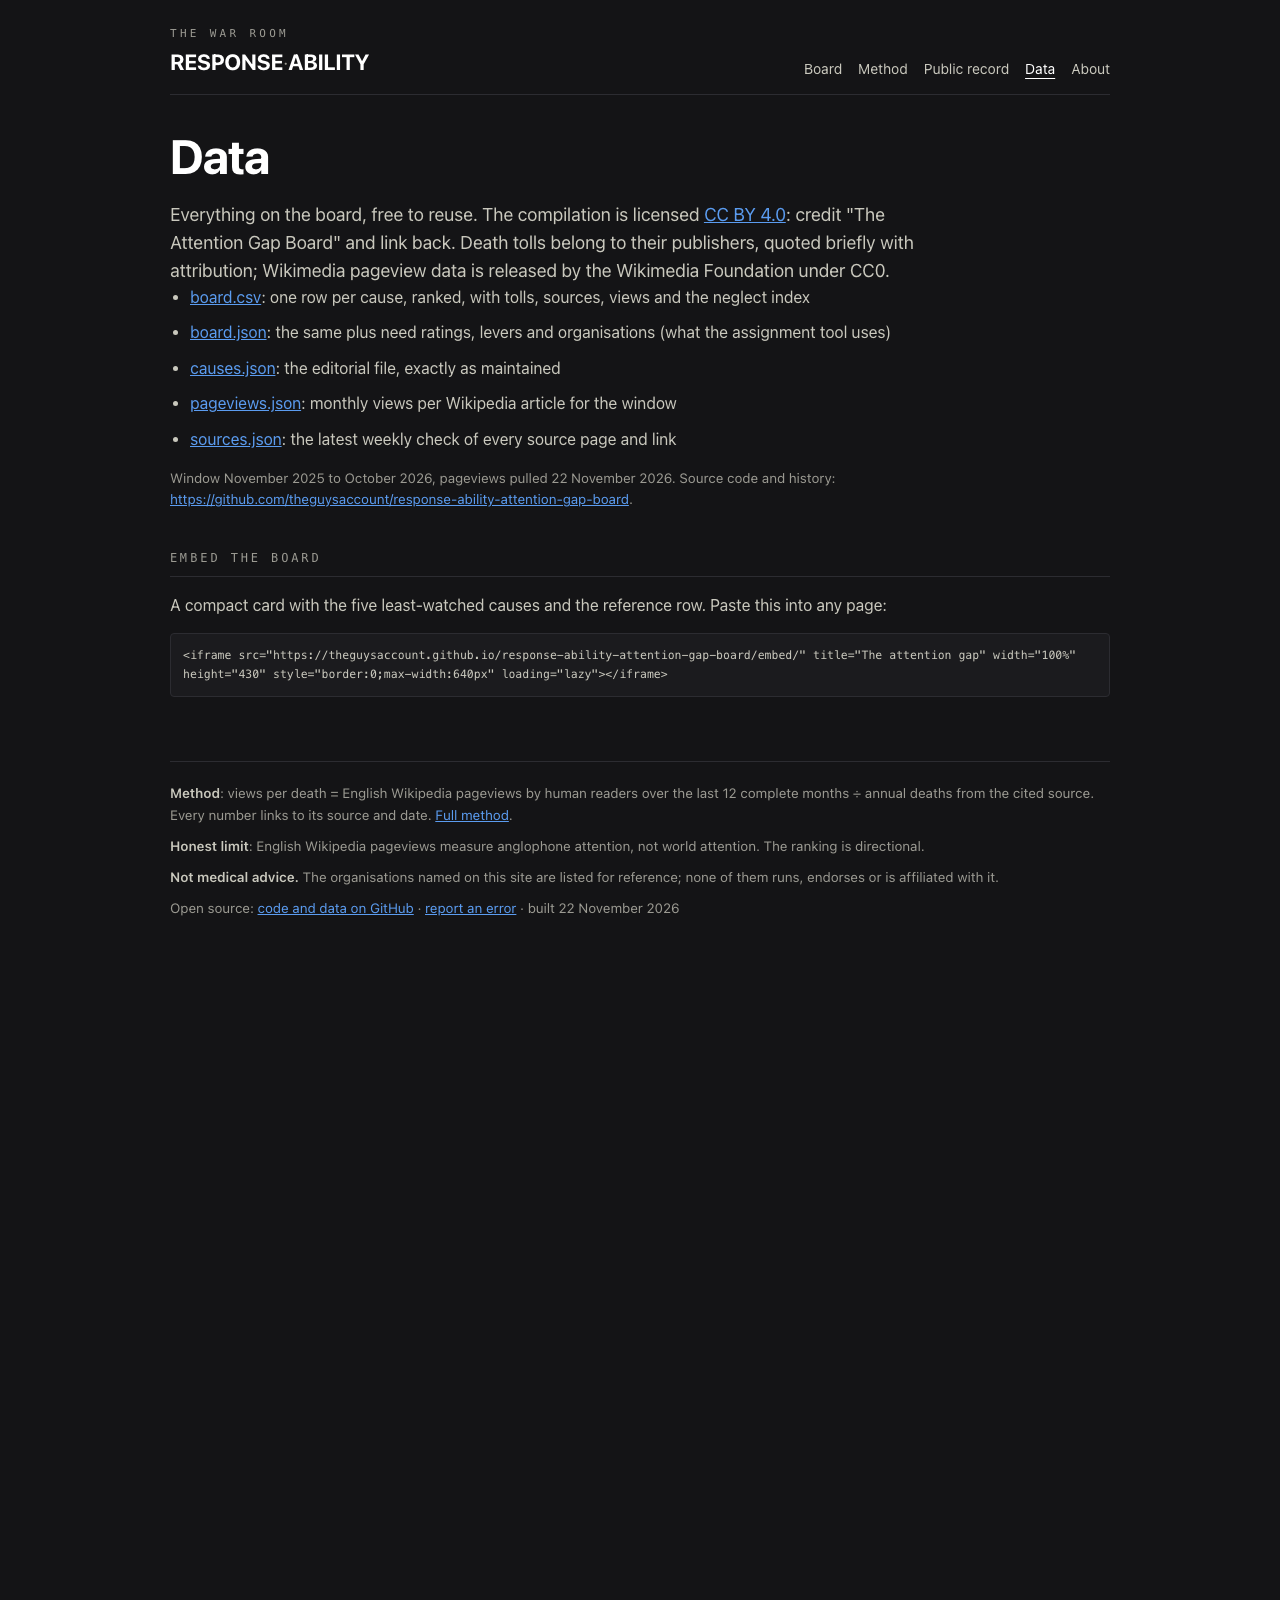 THE WAR ROOM
RESPONSE·ABILITY
Board Method Public record Data About
Data
Everything on the board, free to reuse. The compilation is licensed CC BY 4.0: credit "The
Attention Gap Board" and link back. Death tolls belong to their publishers, quoted briefly with
attribution; Wikimedia pageview data is released by the Wikimedia Foundation under CC0.
• board.csv: one row per cause, ranked, with tolls, sources, views and the neglect index
• board.json: the same plus need ratings, levers and organisations (what the assignment tool uses)
• causes.json: the editorial file, exactly as maintained
• pageviews.json: monthly views per Wikipedia article for the window
• sources.json: the latest weekly check of every source page and link
Window November 2025 to October 2026, pageviews pulled 22 November 2026. Source code and history:
https://github.com/theguysaccount/response-ability-attention-gap-board.
EMBED THE BOARD
A compact card with the five least-watched causes and the reference row. Paste this into any page:
<iframe src="https://theguysaccount.github.io/response-ability-attention-gap-board/embed/" title="The attention gap" width="100%"
height="430" style="border:0;max-width:640px" loading="lazy"></iframe>
Method: views per death = English Wikipedia pageviews by human readers over the last 12 complete months ÷ annual deaths from the cited source.
Every number links to its source and date. Full method.
Honest limit: English Wikipedia pageviews measure anglophone attention, not world attention. The ranking is directional.
Not medical advice. The organisations named on this site are listed for reference; none of them runs, endorses or is affiliated with it.
Open source: code and data on GitHub · report an error · built 22 November 2026